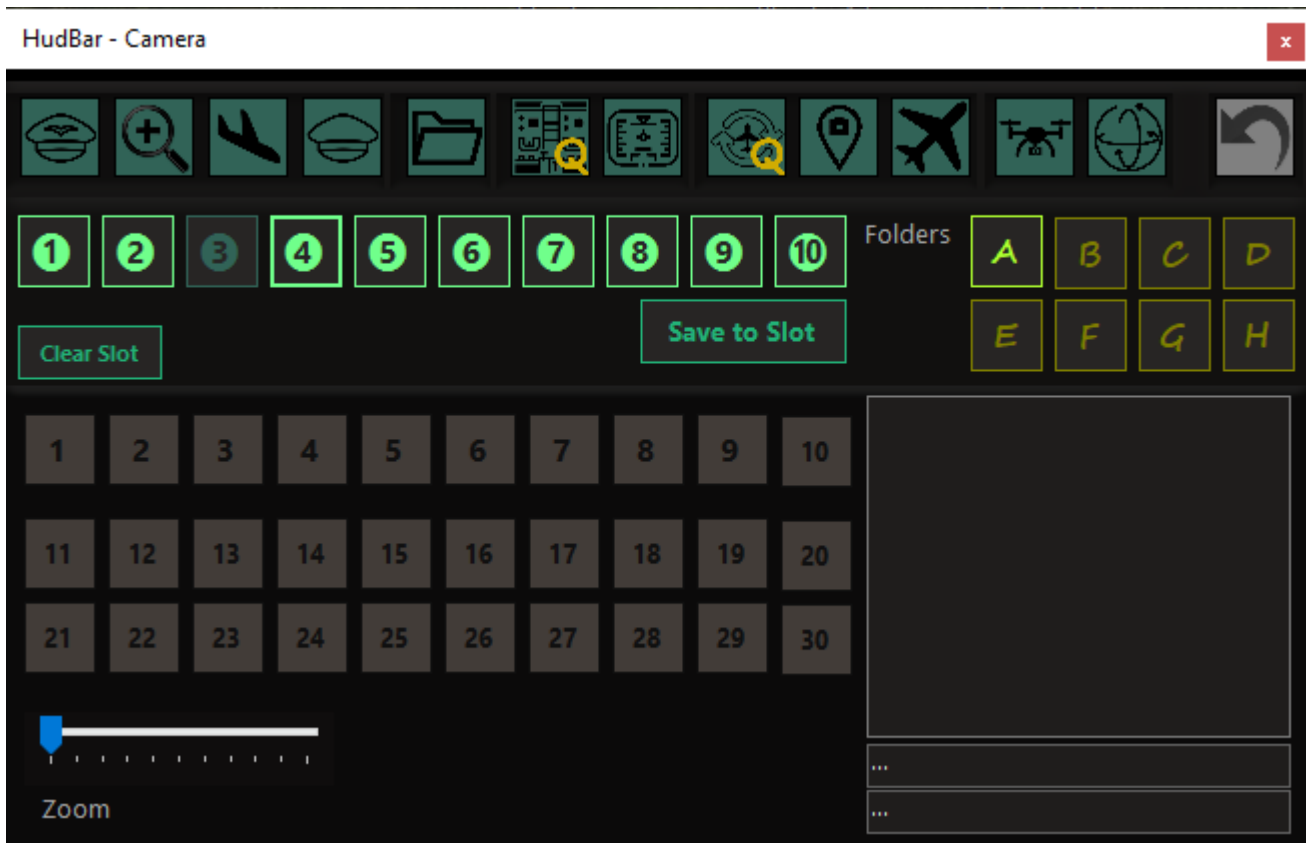 HudBar - Camera
x
1 2 3 4 5 6 7 8 9 10 Folders A B C D
Clear Slot Save to Slot E F G H
1 2 3 4 5 6 7 8 9 10
11 12 13 14 15 16 17 18 19 20
21 22 23 24 25 26 27 28 29 30
...
Zoom
...